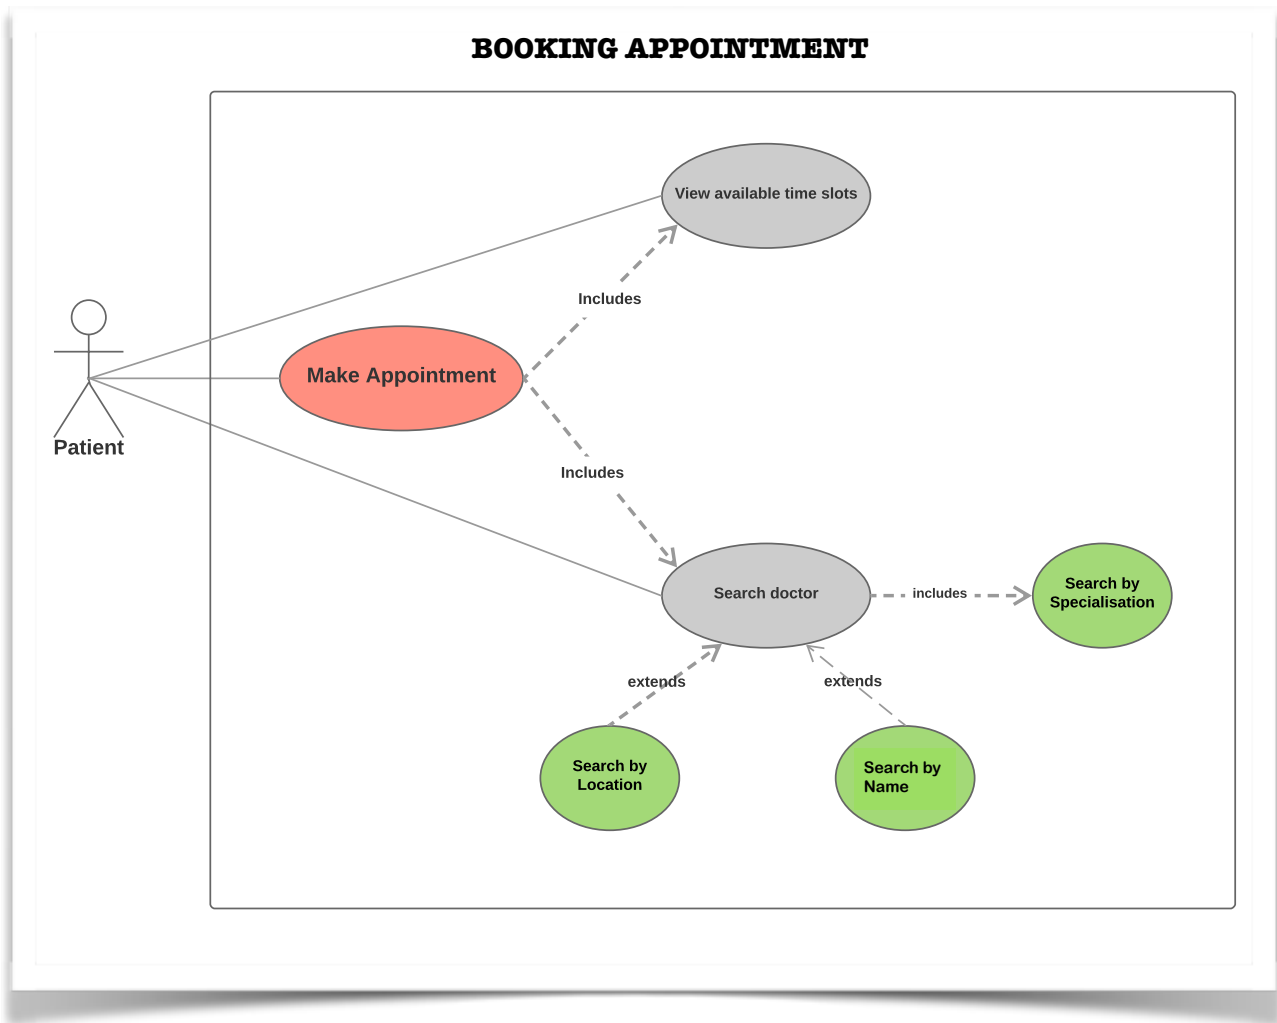 BOOKING APPOINTMENT
View available time slots
Includes
Make Appointment
Patient
Includes
Search doctor
includes
Search by
Specialisation
extends
extends
Search by
Location
Search by
Name